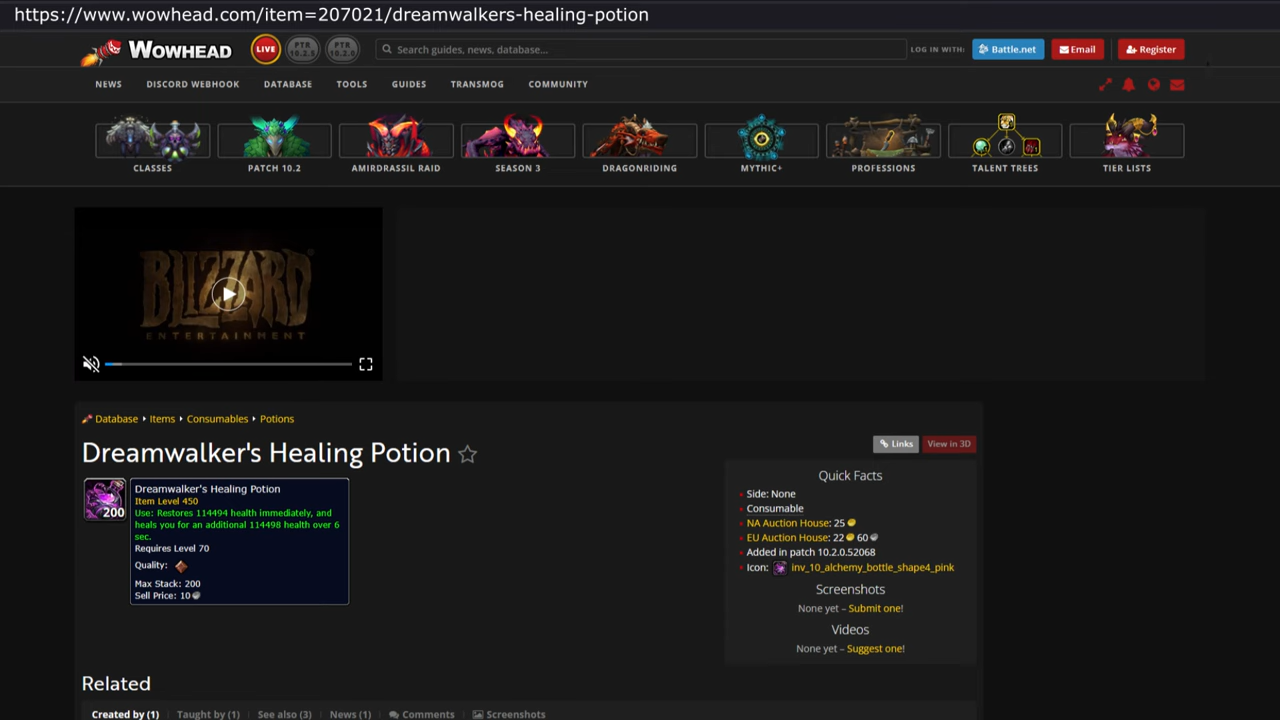 https://www.wowhead.com/item=207021/dreamwalkers-healing-potion
WOWHEAD
LIVE
PTR
PTR
10.2.0
Search guides, news, database...
LOG IN WITH:
Battle.net
Email
Register
NEWS
DISCORD WEBHOOK
DATABASE
TOOLS
GUIDES
TRANSMOG
COMMUNITY
CLASSES
PATCH 10.2
AMIRDRASSIL RAID
SEASON 3
DRAGONRIDING
MYTHIC+
PROFESSIONS
TALENT TREES
TIER LISTS
BLIZZARD
ENTERTAINMENT
Database
Items
Consumables
Potions
Dreamwalker's Healing Potion
Links
View in 3D
200
Dreamwalker's Healing Potion
Item Level 450
Use: Restores 114494 health immediately, and
heals you for an additional 114498 health over 6
sec.
Requires Level 70
Quality:
Max Stack: 200
Sell Price: 10
Quick Facts
Side: None
Consumable
NA Auction House: 25
EU Auction House: 22 60
Added in patch 10.2.0.52068
Icon: inv_10_alchemy_bottle_shape4_pink
Screenshots
None yet – Submit one!
Videos
None yet – Suggest one!
Related
Created by (1)
Taught by (1)
See also (3)
News (1)
Comments
Screenshots